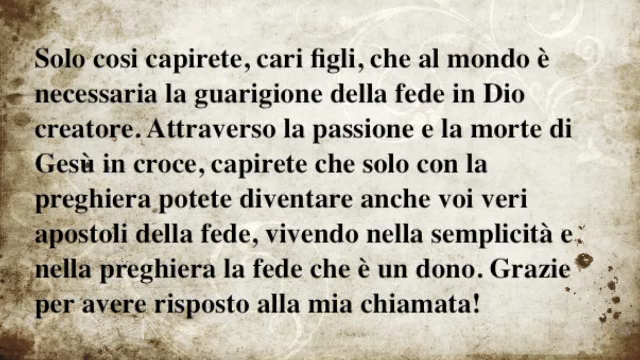 Solo cosi capirete, cari figli, che al mondo è
necessaria la guarigione della fede in Dio
creatore. Attraverso la passione e la morte di
Gesù in croce, capirete che solo con la
preghiera potete diventare anche voi veri
apostoli della fede, vivendo nella semplicità e
nella preghiera la fede che è un dono. Grazie
per avere risposto alla mia chiamata!